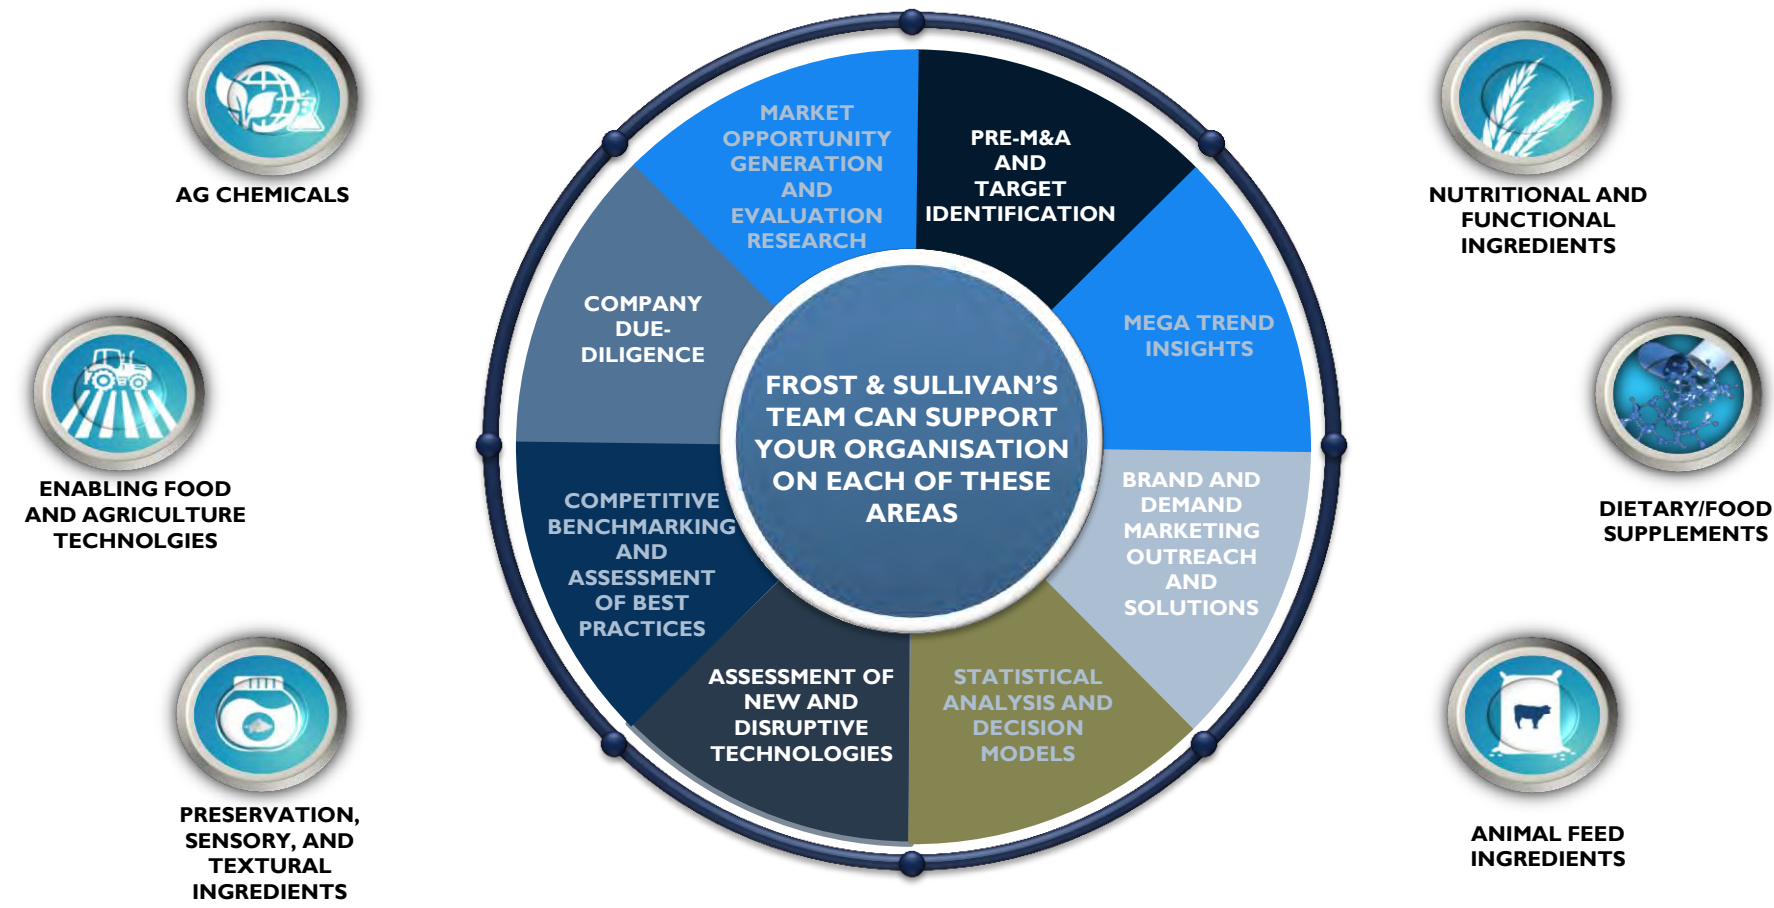 AG CHEMICALS
ENABLING FOOD
AND AGRICULTURE
TECHNOLGIES
PRESERVATION,
SENSORY, AND
TEXTURAL
INGREDIENTS
MARKET
OPPORTUNITY
GENERATION
AND
EVALUATION
RESEARCH
PRE-M&A
AND
TARGET
IDENTIFICATION
MEGA TREND
INSIGHTS
BRAND AND
DEMAND
MARKETING
OUTREACH
AND
SOLUTIONS
STATISTICAL
ANALYSIS AND
DECISION
MODELS
ASSESSMENT OF
NEW AND
DISRUPTIVE
TECHNOLOGIES
COMPETITIVE
BENCHMARKING
AND
ASSESSMENT
OF BEST
PRACTICES
COMPANY
DUE-
DILIGENCE
FROST & SULLIVAN’S
TEAM CAN SUPPORT
YOUR ORGANISATION
ON EACH OF THESE
AREAS
NUTRITIONAL AND
FUNCTIONAL
INGREDIENTS
DIETARY/FOOD
SUPPLEMENTS
ANIMAL FEED
INGREDIENTS